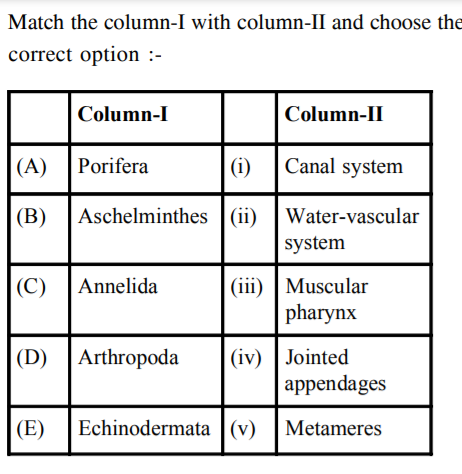 Match the column-I with column-II and choose the
correct option :-
Column-I Column-II
(A) Porifera (i) Canal system
(B) Aschelminthes (ii) Water-vascular
system
(C) Annelida (iii) Muscular
pharynx
(D) Arthropoda (iv) Jointed
appendages
(E) Echinodermata (v) Metameres